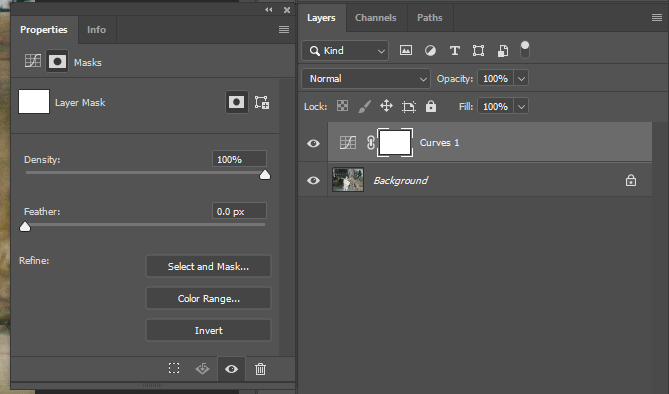 Properties
Info
Masks
Layer Mask
Density:
100%
Feather:
0.0 px
Refine:
Select and Mask...
Color Range...
Invert
Layers
Channels
Paths
Kind
Normal
Opacity:
100%
Lock:
Fill:
100%
Curves 1
Background